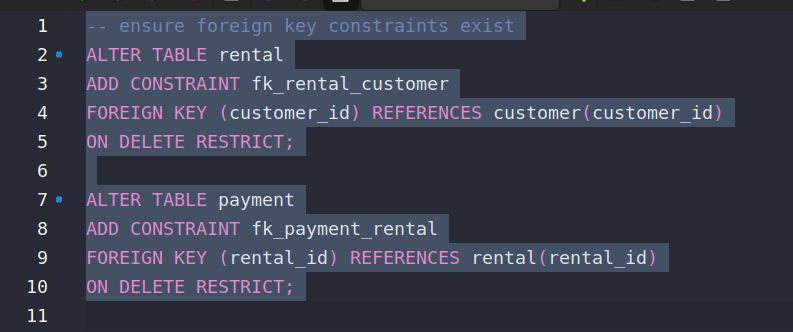 1 -- ensure foreign key constraints exist
2 ALTER TABLE rental
3 ADD CONSTRAINT fk_rental_customer
4 FOREIGN KEY (customer_id) REFERENCES customer(customer_id)
5 ON DELETE RESTRICT;
6
7 ALTER TABLE payment
8 ADD CONSTRAINT fk_payment_rental
9 FOREIGN KEY (rental_id) REFERENCES rental(rental_id)
10 ON DELETE RESTRICT;
11